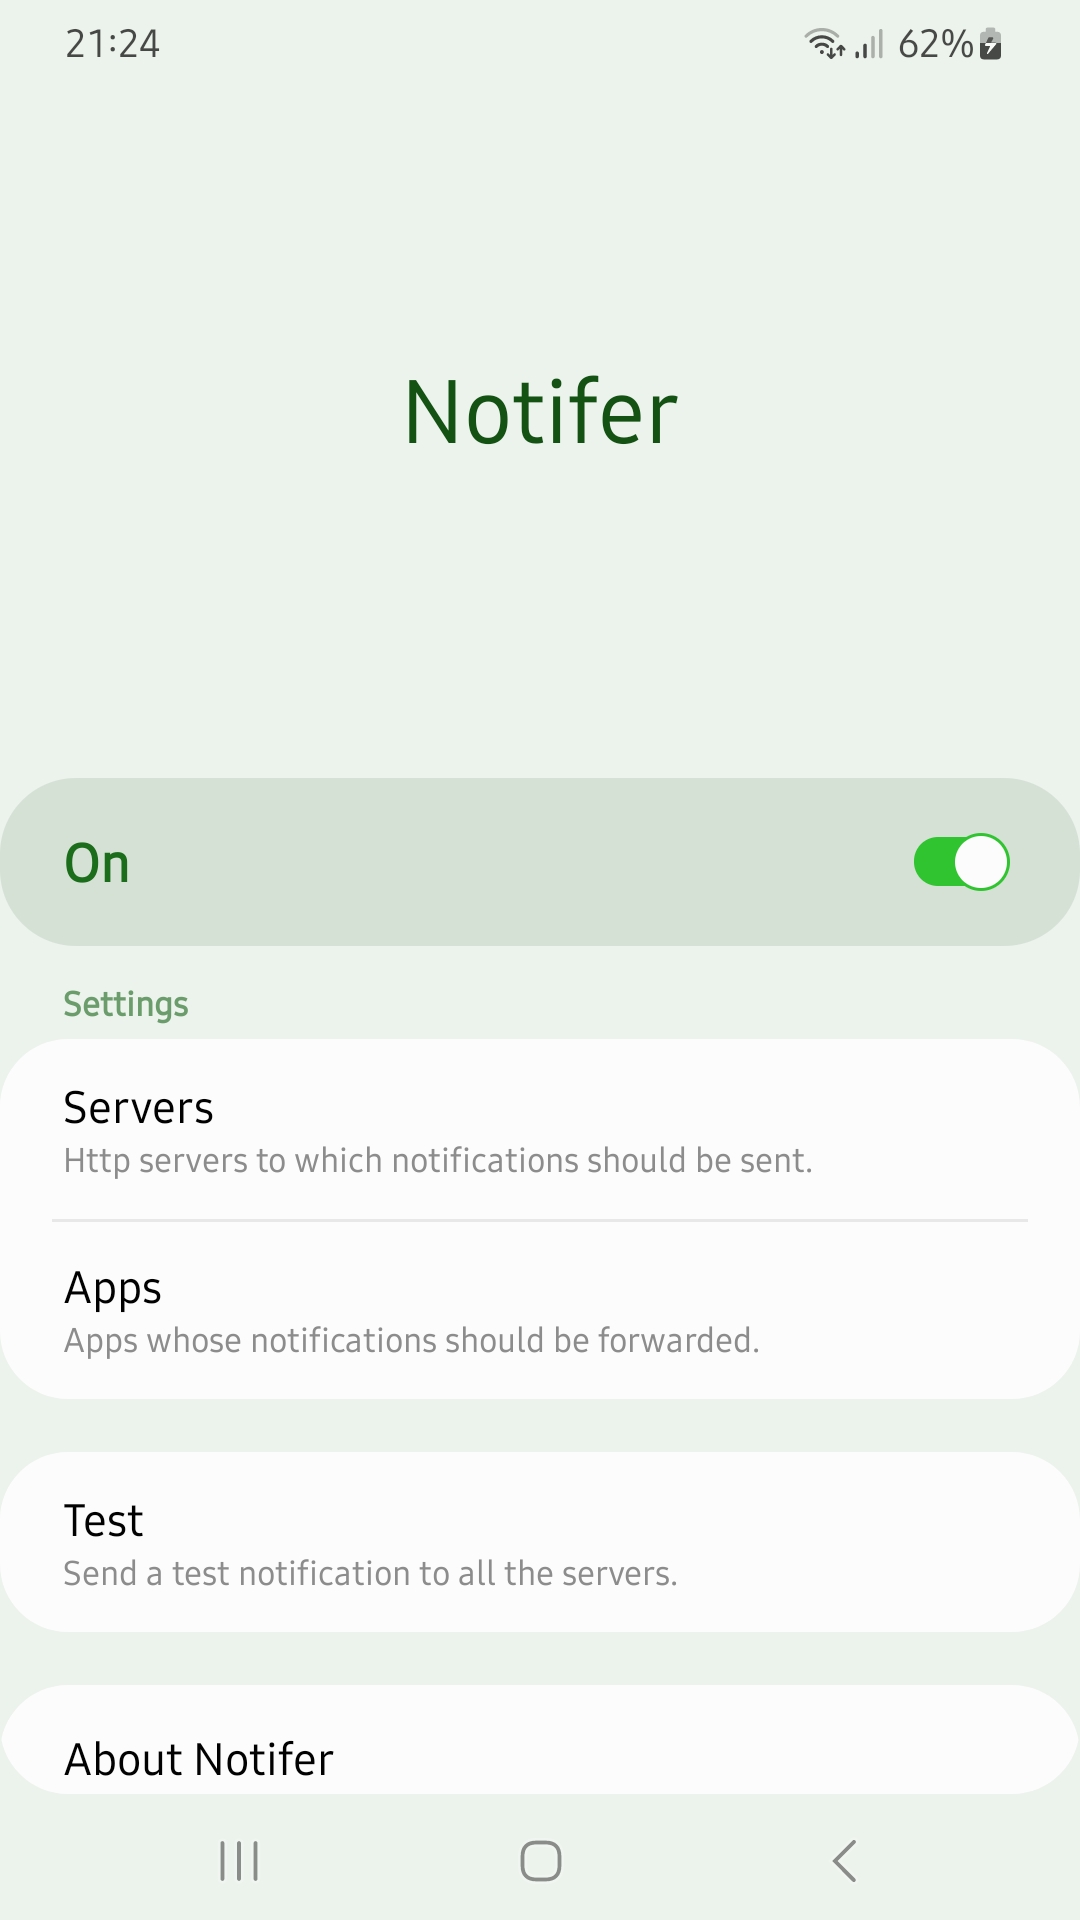 21:24 62%
Notifer
On
Settings
Servers
Http servers to which notifications should be sent.
Apps
Apps whose notifications should be forwarded.
Test
Send a test notification to all the servers.
About Notifer